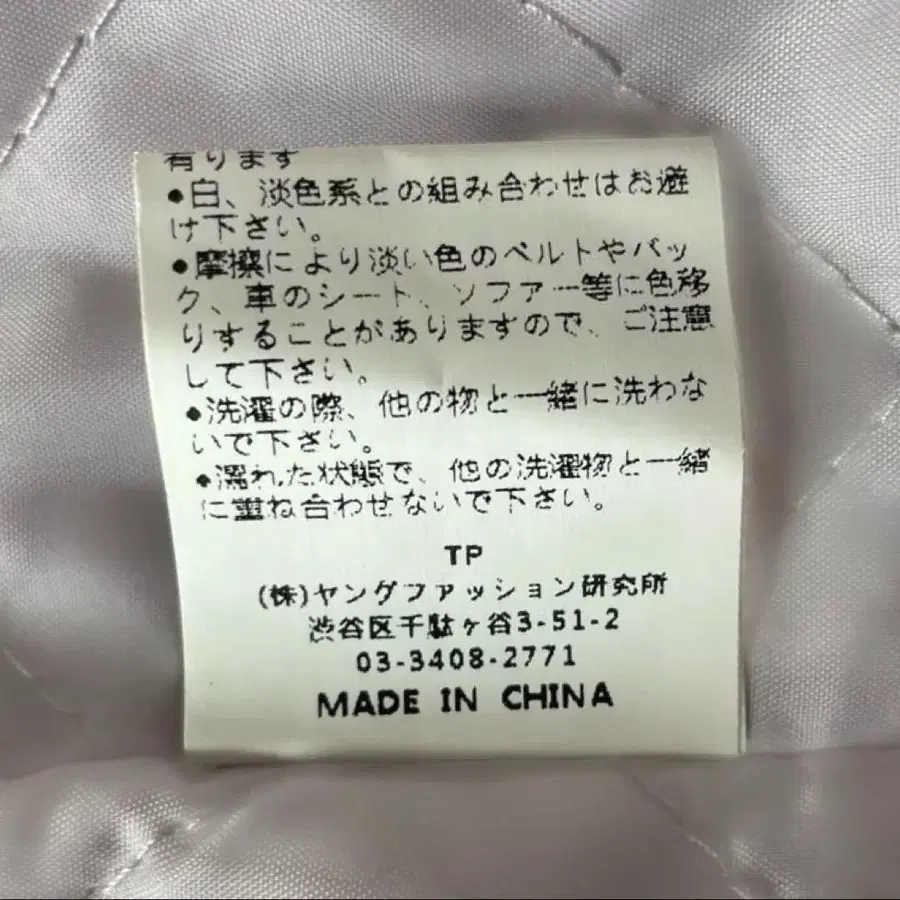 有ります
●白、淡色系との組み合わせはお避
け下さい。
●摩擦により淡い色のベルトやバッ
ク、車のシート、ソファー等に色移
りすることがありますので、ご注意
して下さい。
●洗濯の際、他の物と一緒に洗わな
いで下さい。
●濡れた状態で、他の洗濯物と一緒
に重ね合わせないで下さい。
TP
(株)ヤングファッション研究所
渋谷区千駄ヶ谷3-51-2
03-3408-2771
MADE IN CHINA